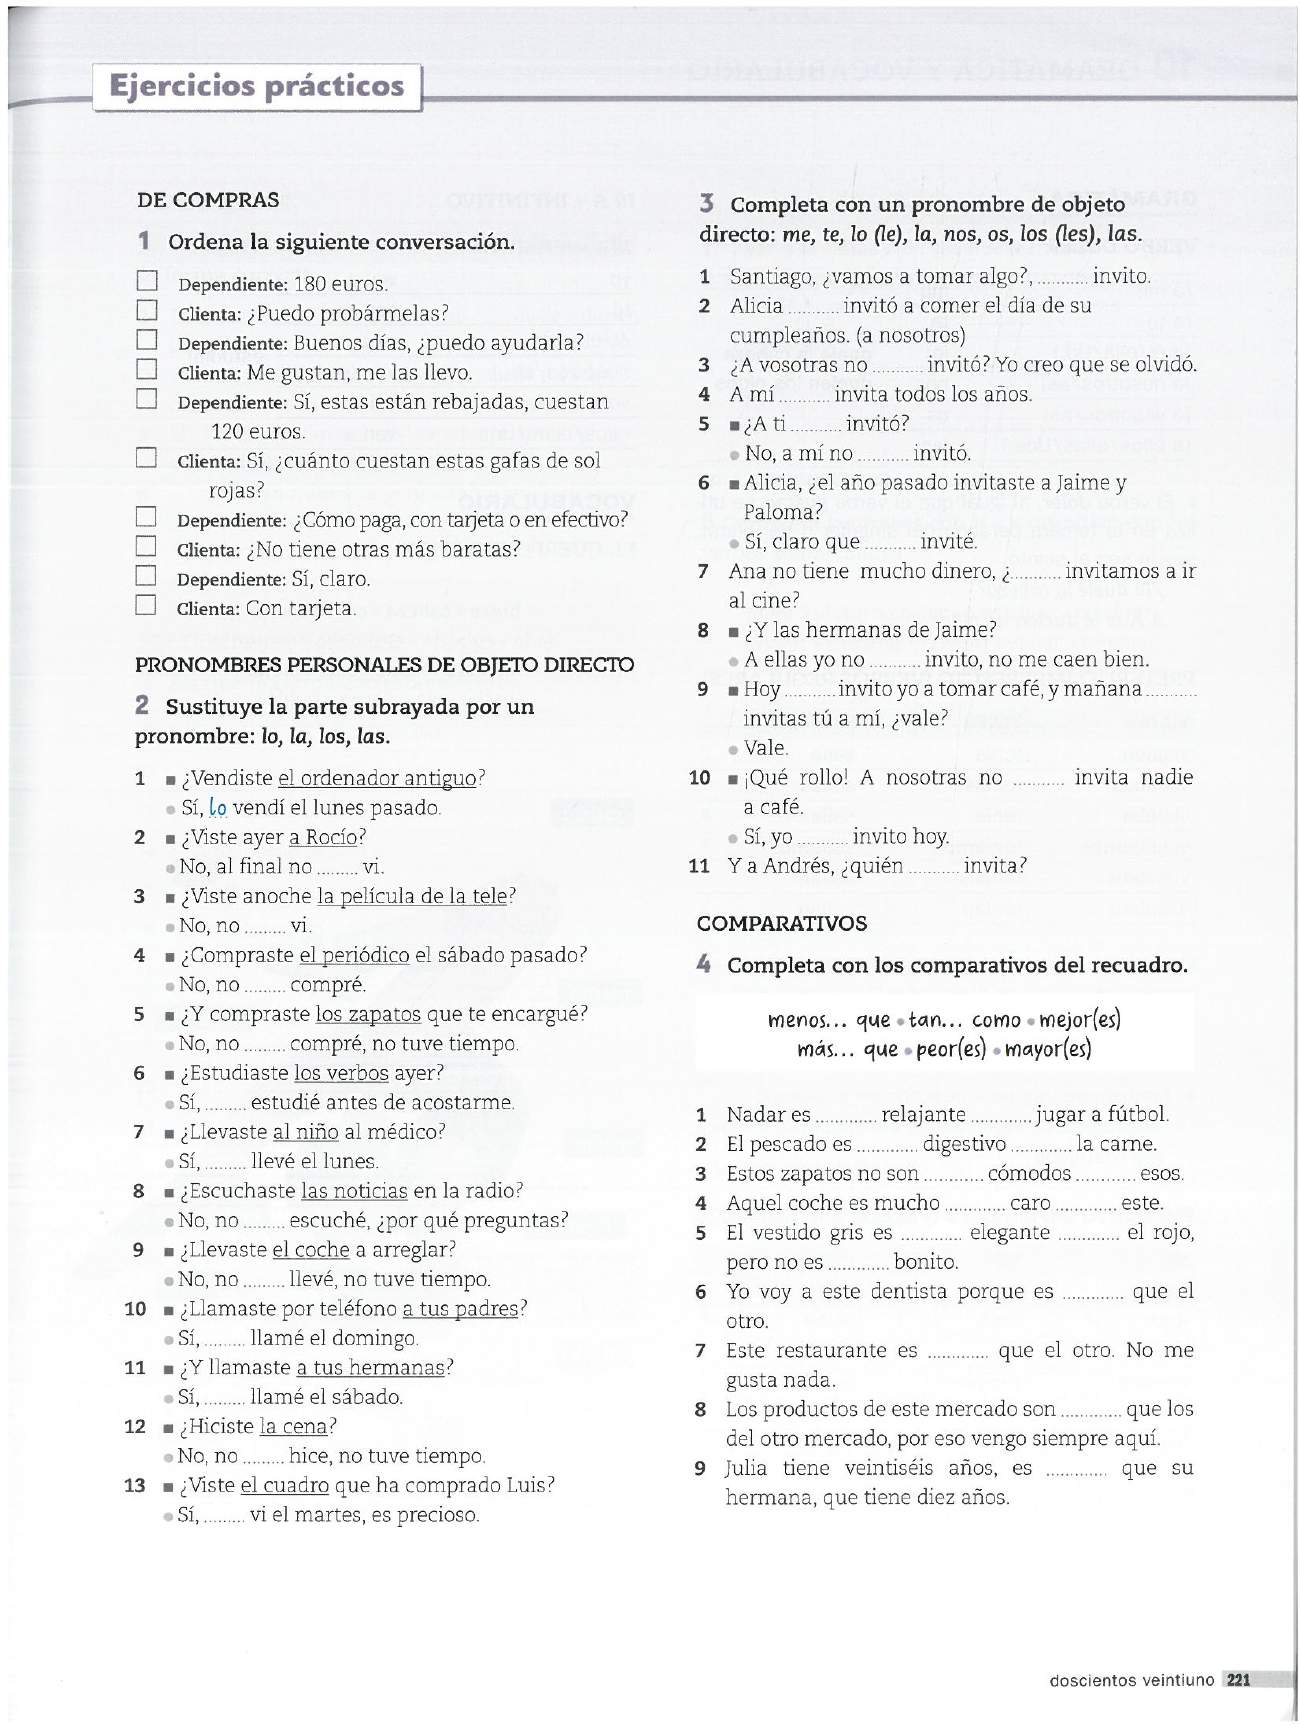 Ejercicios prácticos
DE COMPRAS
1 Ordena la siguiente conversación.
Dependiente: 180 euros.
Clienta: ¿Puedo probármelas?
Dependiente: Buenos días, ¿puedo ayudarla?
Clienta: Me gustan, me las llevo.
Dependiente: Sí, estas están rebajadas, cuestan
120 euros.
Clienta: Sí, ¿cuánto cuestan estas gafas de sol
rojas?
Dependiente: ¿Cómo paga, con tarjeta o en efectivo?
Clienta: ¿No tiene otras más baratas?
Dependiente: Sí, claro.
Clienta: Con tarjeta.
PRONOMBRES PERSONALES DE OBJETO DIRECTO
2 Sustituye la parte subrayada por un
pronombre: lo, la, los, las.
1 ■ ¿Vendiste el ordenador antiguo?
● Sí, lo vendí el lunes pasado.
2 ■ ¿Viste ayer a Rocío?
● No, al final no ......... vi.
3 ■ ¿Viste anoche la película de la tele?
● No, no ......... vi.
4 ■ ¿Compraste el periódico el sábado pasado?
● No, no ......... compré.
5 ■ ¿Y compraste los zapatos que te encargué?
● No, no ......... compré, no tuve tiempo.
6 ■ ¿Estudiaste los verbos ayer?
● Sí, ......... estudié antes de acostarme.
7 ■ ¿Llevaste al niño al médico?
● Sí, ......... llevé el lunes.
8 ■ ¿Escuchaste las noticias en la radio?
● No, no ......... escuché, ¿por qué preguntas?
9 ■ ¿Llevaste el coche a arreglar?
● No, no ......... llevé, no tuve tiempo.
10 ■ ¿Llamaste por teléfono a tus padres?
● Sí, ......... llamé el domingo.
11 ■ ¿Y llamaste a tus hermanas?
● Sí, ......... llamé el sábado.
12 ■ ¿Hiciste la cena?
● No, no ......... hice, no tuve tiempo.
13 ■ ¿Viste el cuadro que ha comprado Luis?
● Sí, ......... vi el martes, es precioso.
3 Completa con un pronombre de objeto
directo: me, te, lo (le), la, nos, os, los (les), las.
1 Santiago, ¿vamos a tomar algo?, .......... invito.
2 Alicia .......... invitó a comer el día de su
cumpleaños. (a nosotros)
3 ¿A vosotras no .......... invitó? Yo creo que se olvidó.
4 A mí .......... invita todos los años.
5 ■ ¿A ti .......... invitó?
● No, a mí no .......... invitó.
6 ■ Alicia, ¿el año pasado invitaste a Jaime y
Paloma?
● Sí, claro que .......... invité.
7 Ana no tiene mucho dinero, ¿.......... invitamos a ir
al cine?
8 ■ ¿Y las hermanas de Jaime?
● A ellas yo no .......... invito, no me caen bien.
9 ■ Hoy .......... invito yo a tomar café, y mañana ..........
invitas tú a mí, ¿vale?
● Vale.
10 ■ ¡Qué rollo! A nosotras no .......... invita nadie
a café.
● Sí, yo .......... invito hoy.
11 Y a Andrés, ¿quién .......... invita?
COMPARATIVOS
4 Completa con los comparativos del recuadro.
menos... que • tan... como • mejor(es)
más... que • peor(es) • mayor(es)
1 Nadar es ............ relajante ............ jugar a fútbol.
2 El pescado es ............ digestivo ............ la carne.
3 Estos zapatos no son ............ cómodos ............ esos.
4 Aquel coche es mucho ............ caro ............ este.
5 El vestido gris es ............ elegante ............ el rojo,
pero no es ............ bonito.
6 Yo voy a este dentista porque es ............ que el
otro.
7 Este restaurante es ............ que el otro. No me
gusta nada.
8 Los productos de este mercado son ............ que los
del otro mercado, por eso vengo siempre aquí.
9 Julia tiene veintiséis años, es ............ que su
hermana, que tiene diez años.
doscientos veintiuno 221